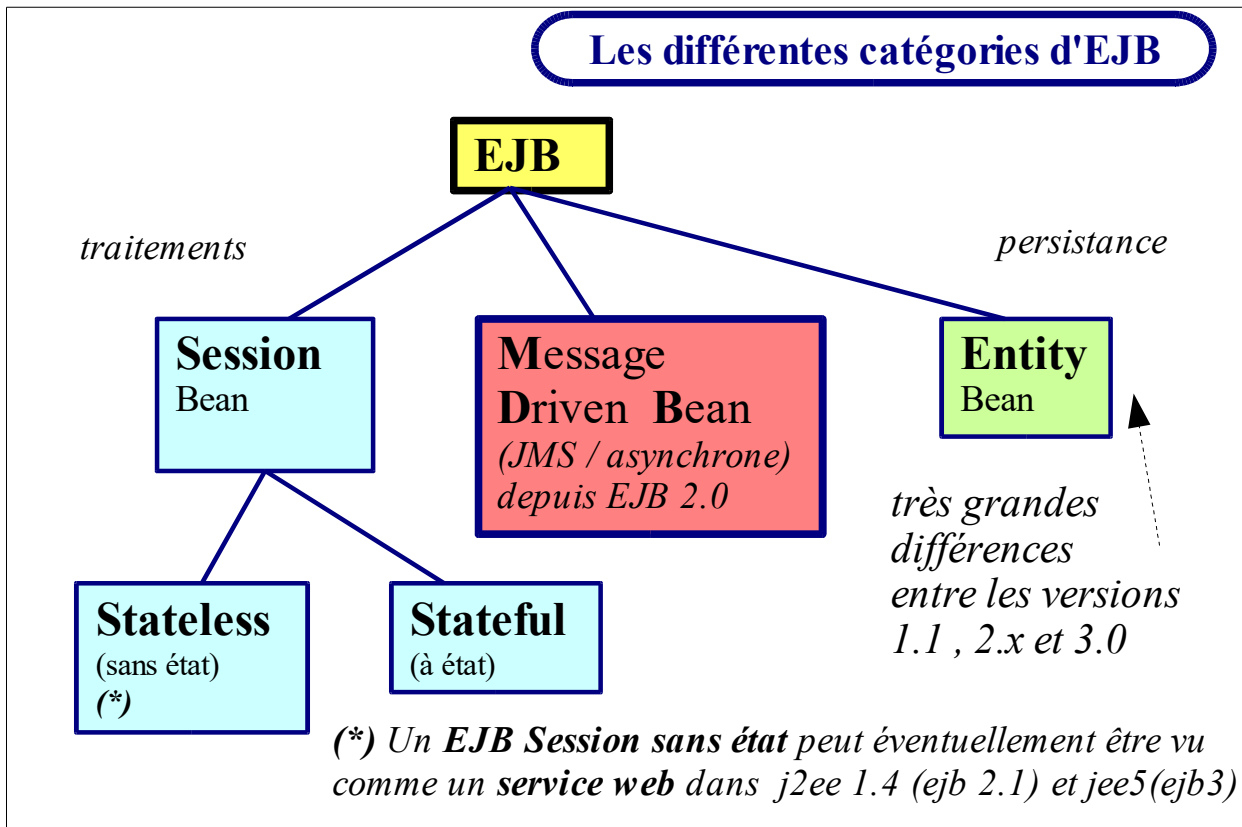 Les différentes catégories d'EJB
EJB
traitements
persistance
Session
Bean
Message
Driven Bean
(JMS / asynchrone)
depuis EJB 2.0
Entity
Bean
très grandes
différences
entre les versions
1.1 , 2.x et 3.0
Stateless
(sans état)
(*)
Stateful
(à état)
(*) Un EJB Session sans état peut éventuellement être vu
comme un service web dans j2ee 1.4 (ejb 2.1) et jee5(ejb3)